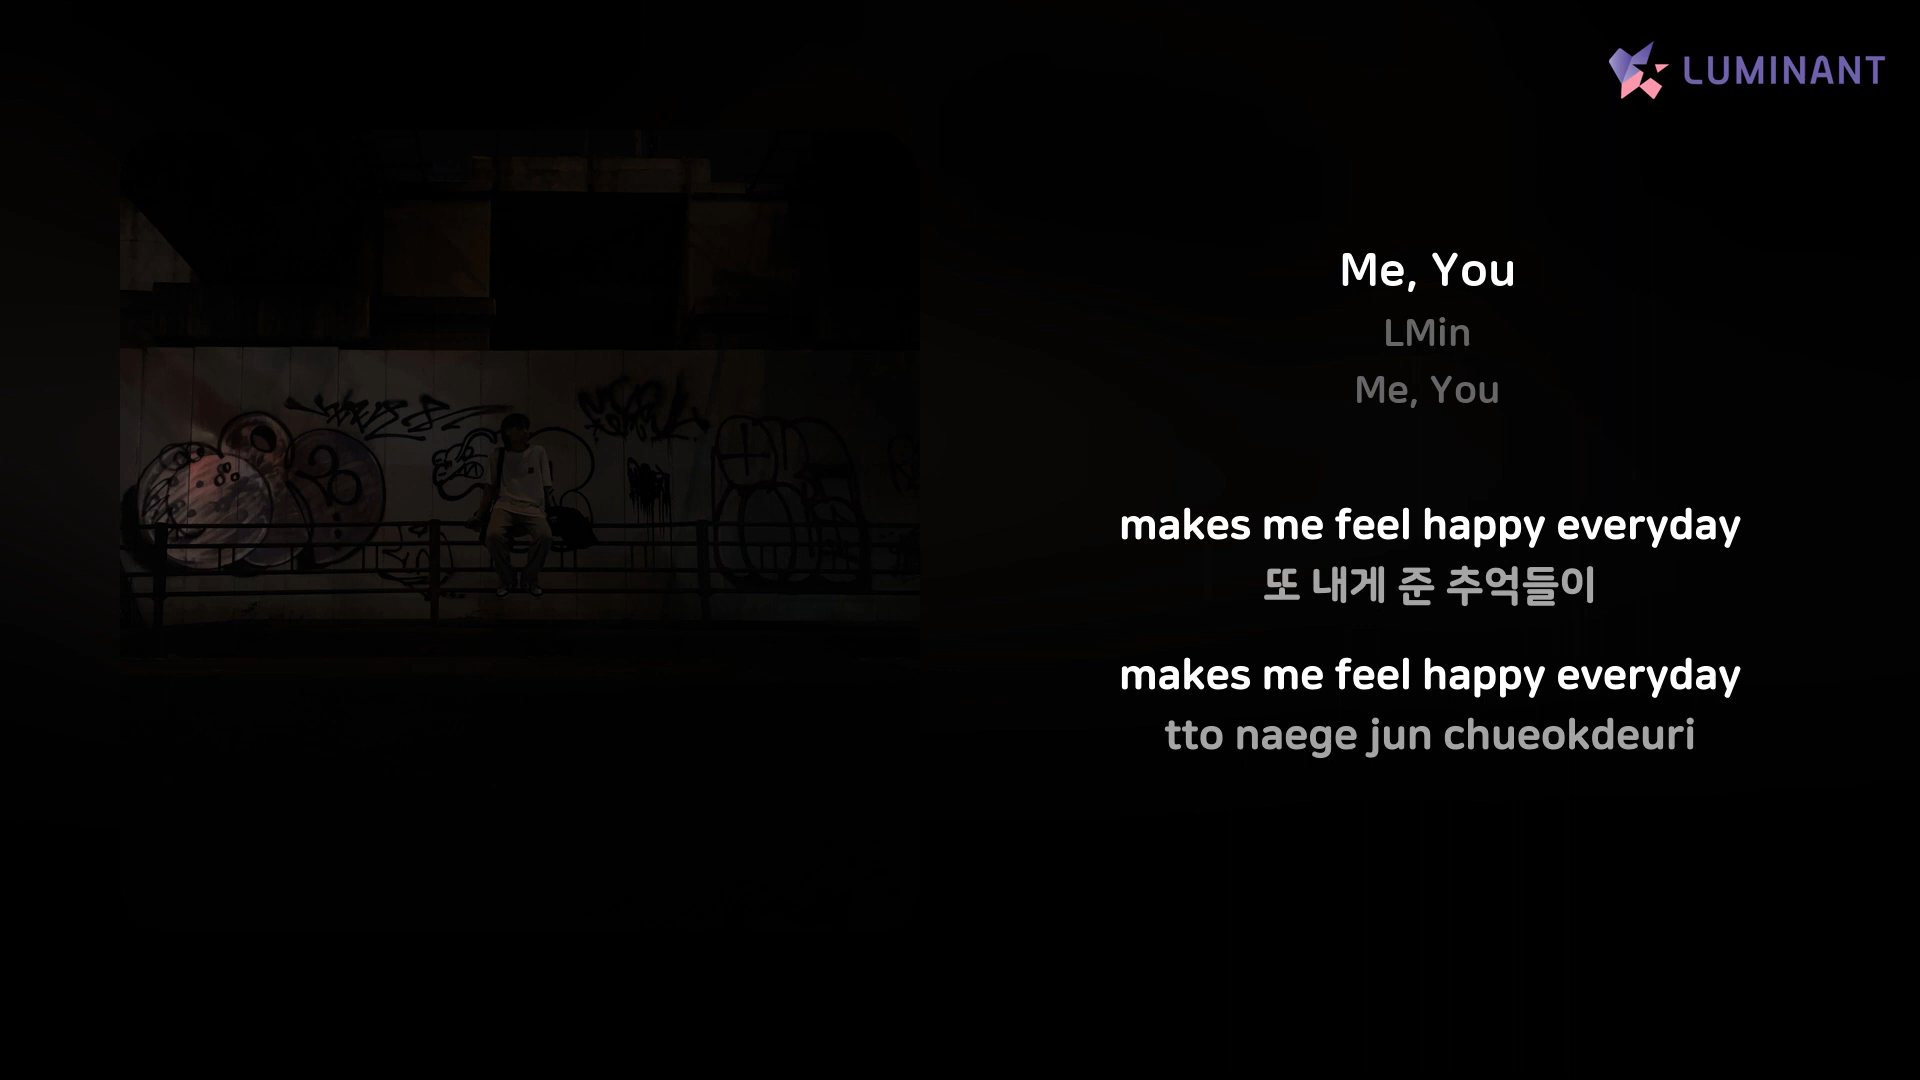 LUMINANT
Me, You
LMin
Me, You
makes me feel happy everyday
또 내게 준 추억들이
makes me feel happy everyday
tto naege jun chueokdeuri